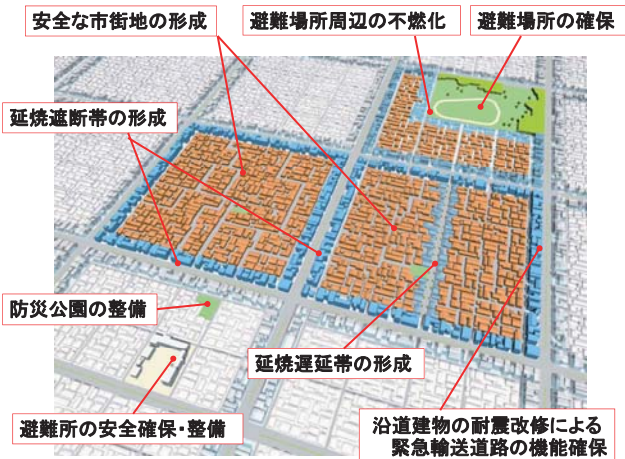 安全な市街地の形成
避難場所周辺の不燃化
避難場所の確保
延焼遮断帯の形成
防災公園の整備
延焼遅延帯の形成
避難所の安全確保・整備
沿道建物の耐震改修による
緊急輸送道路の機能確保